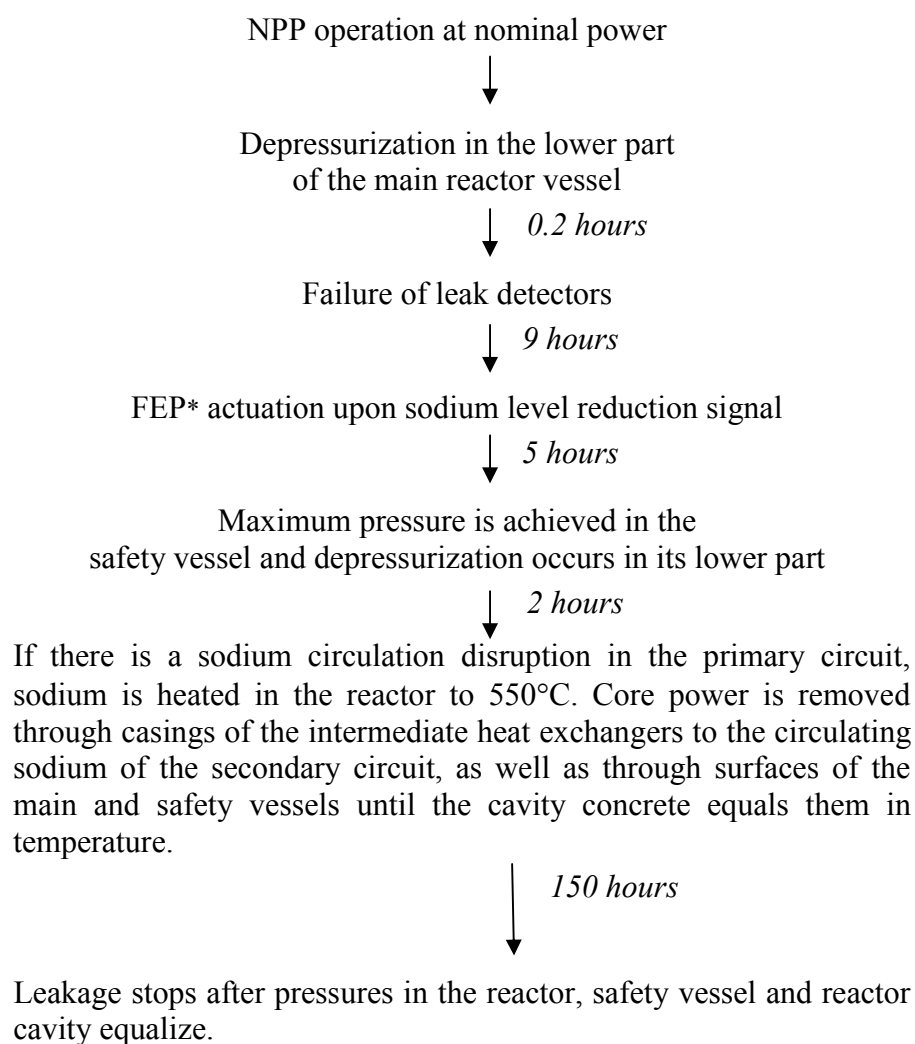 NPP operation at nominal power
Depressurization in the lower part
of the main reactor vessel
0.2 hours
Failure of leak detectors
9 hours
FEP* actuation upon sodium level reduction signal
5 hours
Maximum pressure is achieved in the
safety vessel and depressurization occurs in its lower part
2 hours
If there is a sodium circulation disruption in the primary circuit,
sodium is heated in the reactor to 550°C. Core power is removed
through casings of the intermediate heat exchangers to the circulating
sodium of the secondary circuit, as well as through surfaces of the
main and safety vessels until the cavity concrete equals them in
temperature.
150 hours
Leakage stops after pressures in the reactor, safety vessel and reactor
cavity equalize.